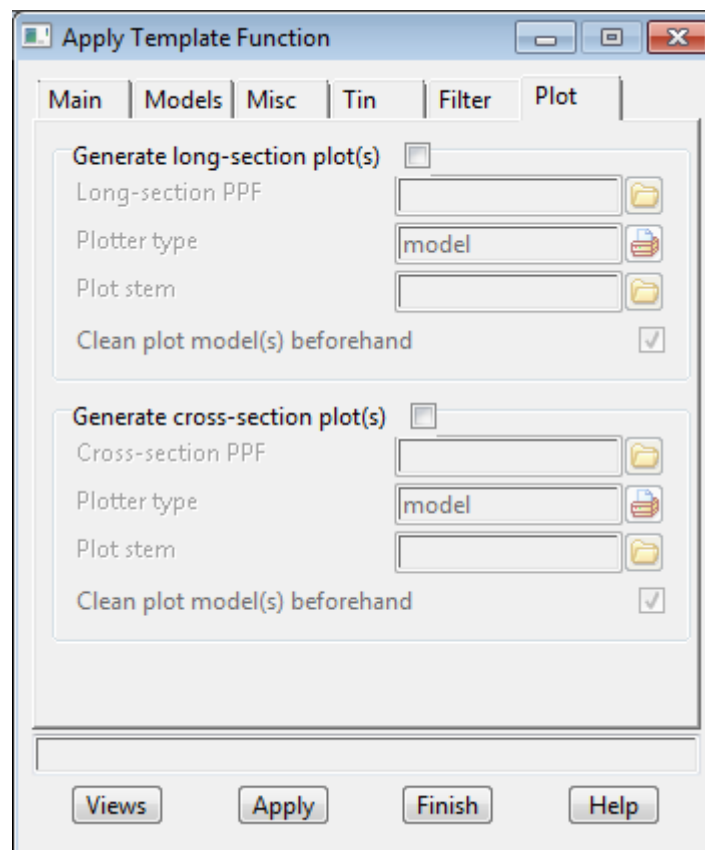 Apply Template Function
Main Models Misc Tin Filter Plot
Generate long-section plot(s)
Long-section PPF
Plotter type model
Plot stem
Clean plot model(s) beforehand
Generate cross-section plot(s)
Cross-section PPF
Plotter type model
Plot stem
Clean plot model(s) beforehand
Views Apply Finish Help